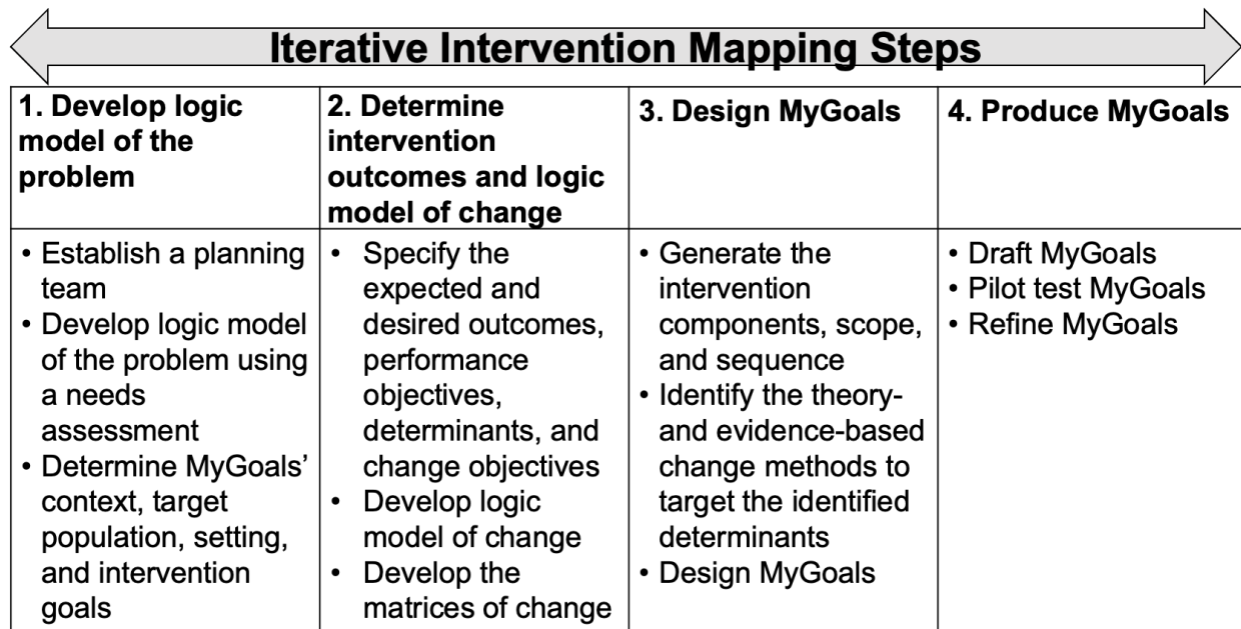 Iterative Intervention Mapping Steps
1. Develop logic
model of the
problem
2. Determine
intervention
outcomes and logic
model of change
3. Design MyGoals
4. Produce MyGoals
• Establish a planning
team
• Develop logic model
of the problem using
a needs
assessment
• Determine MyGoals’
context, target
population, setting,
and intervention
goals
• Specify the
expected and
desired outcomes,
performance
objectives,
determinants, and
change objectives
• Develop logic
model of change
• Develop the
matrices of change
• Generate the
intervention
components, scope,
and sequence
• Identify the theory-
and evidence-based
change methods to
target the identified
determinants
• Design MyGoals
• Draft MyGoals
• Pilot test MyGoals
• Refine MyGoals